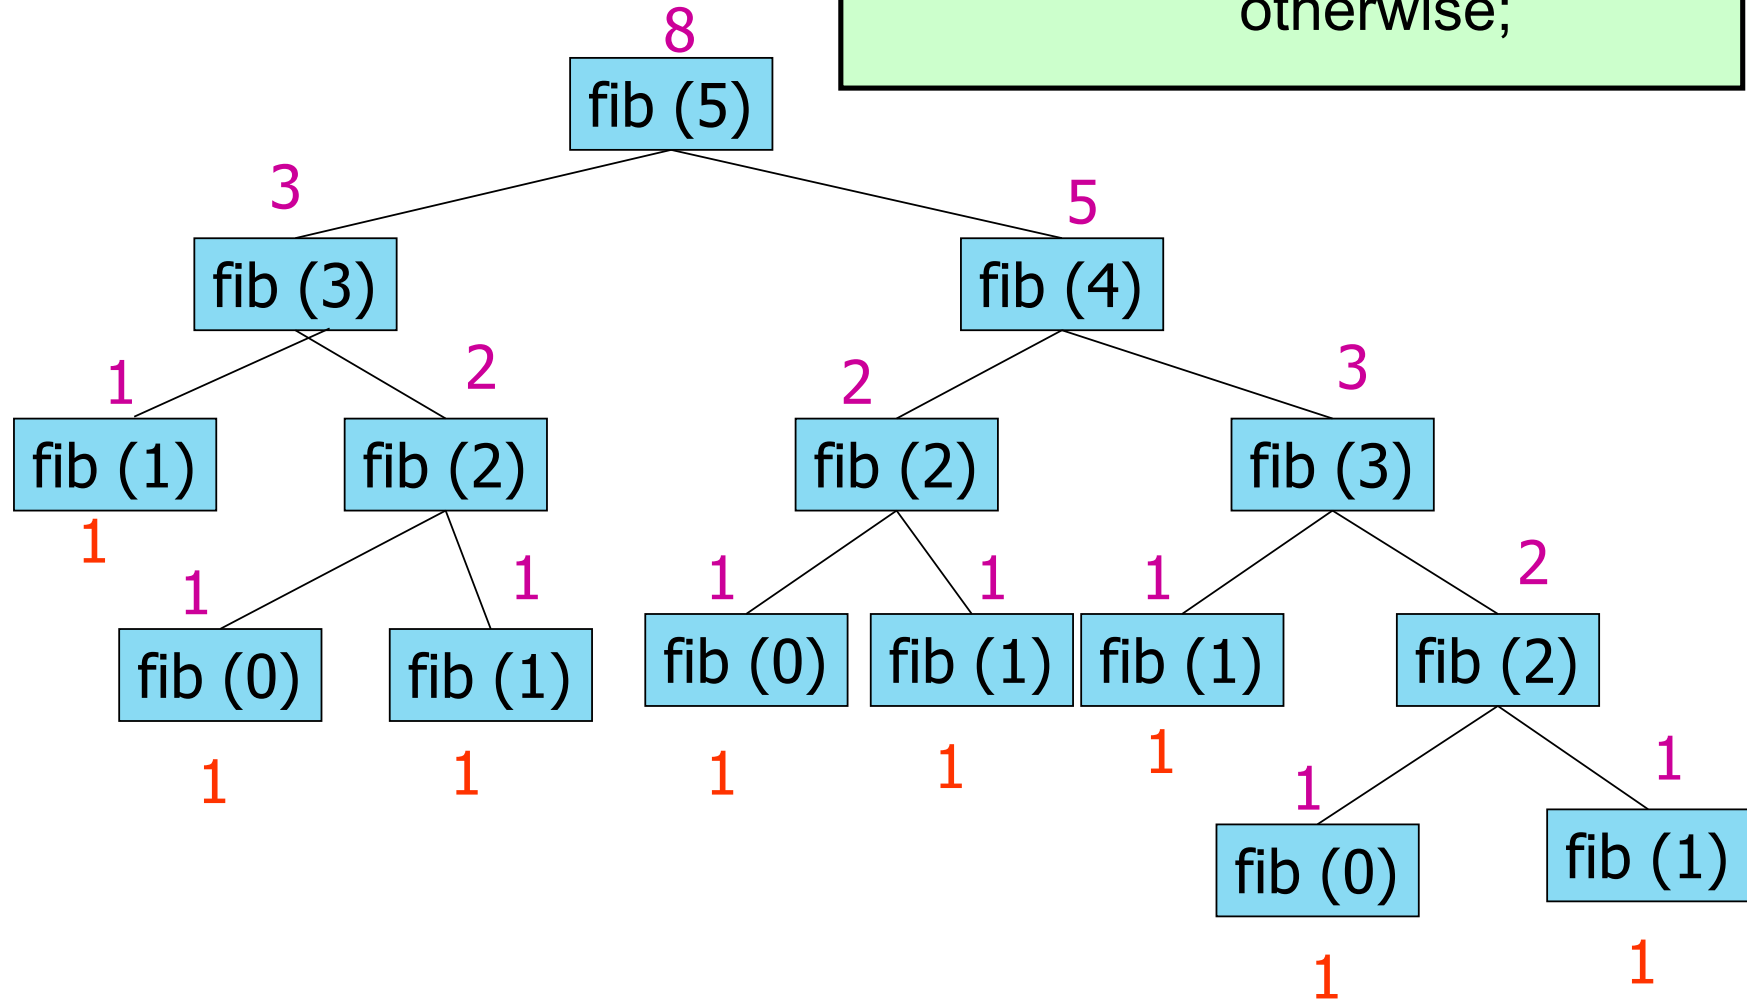 otherwise;
8
fib (5)
3 5
fib (3) fib (4)
1 2 2 3
fib (1) fib (2) fib (2) fib (3)
1
1 1 1 1 1 2
fib (0) fib (1) fib (0) fib (1) fib (1) fib (2)
1 1 1 1 1
1 1
fib (0) fib (1)
1 1